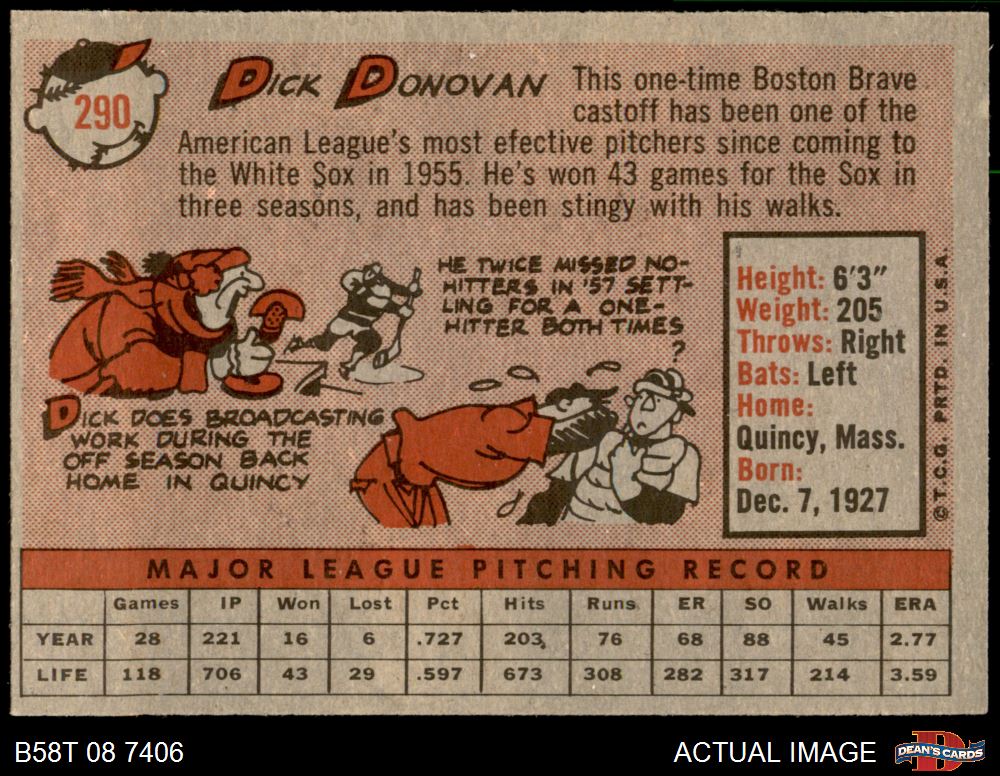 290
DICK DONOVAN
This one-time Boston Brave
castoff has been one of the
American League's most efective pitchers since coming to
the White Sox in 1955. He's won 43 games for the Sox in
three seasons, and has been stingy with his walks.
HE TWICE MISSED NO-
HITTERS IN '57 SETT-
LING FOR A ONE-
HITTER BOTH TIMES
?
DICK DOES BROADCASTING
WORK DURING THE
OFF SEASON BACK
HOME IN QUINCY
Height: 6'3"
Weight: 205
Throws: Right
Bats: Left
Home:
Quincy, Mass.
Born:
Dec. 7, 1927
© T.C.G. PRTD. IN U.S.A.
MAJOR LEAGUE PITCHING RECORD
Games IP Won Lost Pct Hits Runs ER SO Walks ERA
YEAR 28 221 16 6 .727 203 76 68 88 45 2.77
LIFE 118 706 43 29 .597 673 308 282 317 214 3.59
B58T 08 7406
ACTUAL IMAGE
DEAN'S CARDS